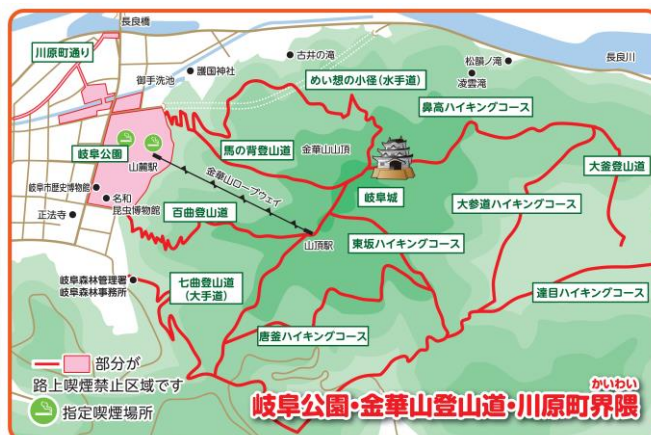 長良橋
川原町通り
御手洗池
護国神社
古井の滝
めい想の小径(水手道)
松韻ノ滝
凌雲滝
長良川
鼻高ハイキングコース
岐阜公園
山麓駅
馬の背登山道
金華山山頂
岐阜城
大釜登山道
金華山ロープウェイ
岐阜市歴史博物館
名和
昆虫博物館
正法寺
百曲登山道
大参道ハイキングコース
山頂駅
東坂ハイキングコース
岐阜森林管理署
岐阜森林事務所
七曲登山道
(大手道)
達目ハイキングコース
唐釜ハイキングコース
部分が
路上喫煙禁止区域です
指定喫煙場所
かいわい
岐阜公園・金華山登山道・川原町界隈